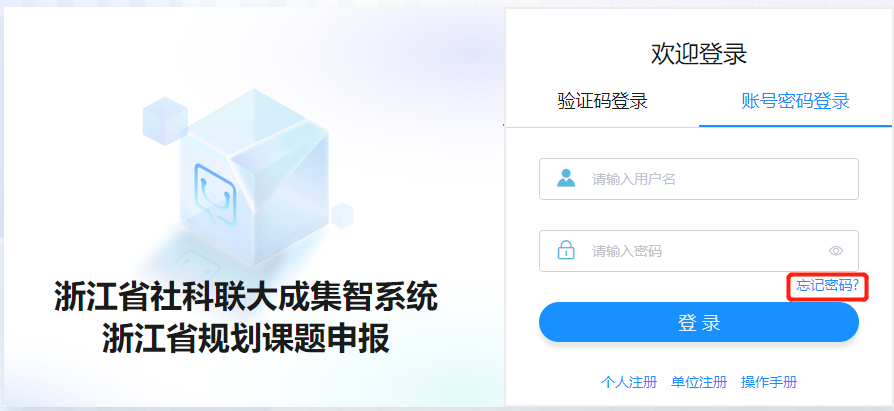 浙江省社科联大成集智系统
浙江省规划课题申报
欢迎登录
验证码登录 账号密码登录
请输入用户名
请输入密码
忘记密码?
登 录
个人注册 单位注册 操作手册